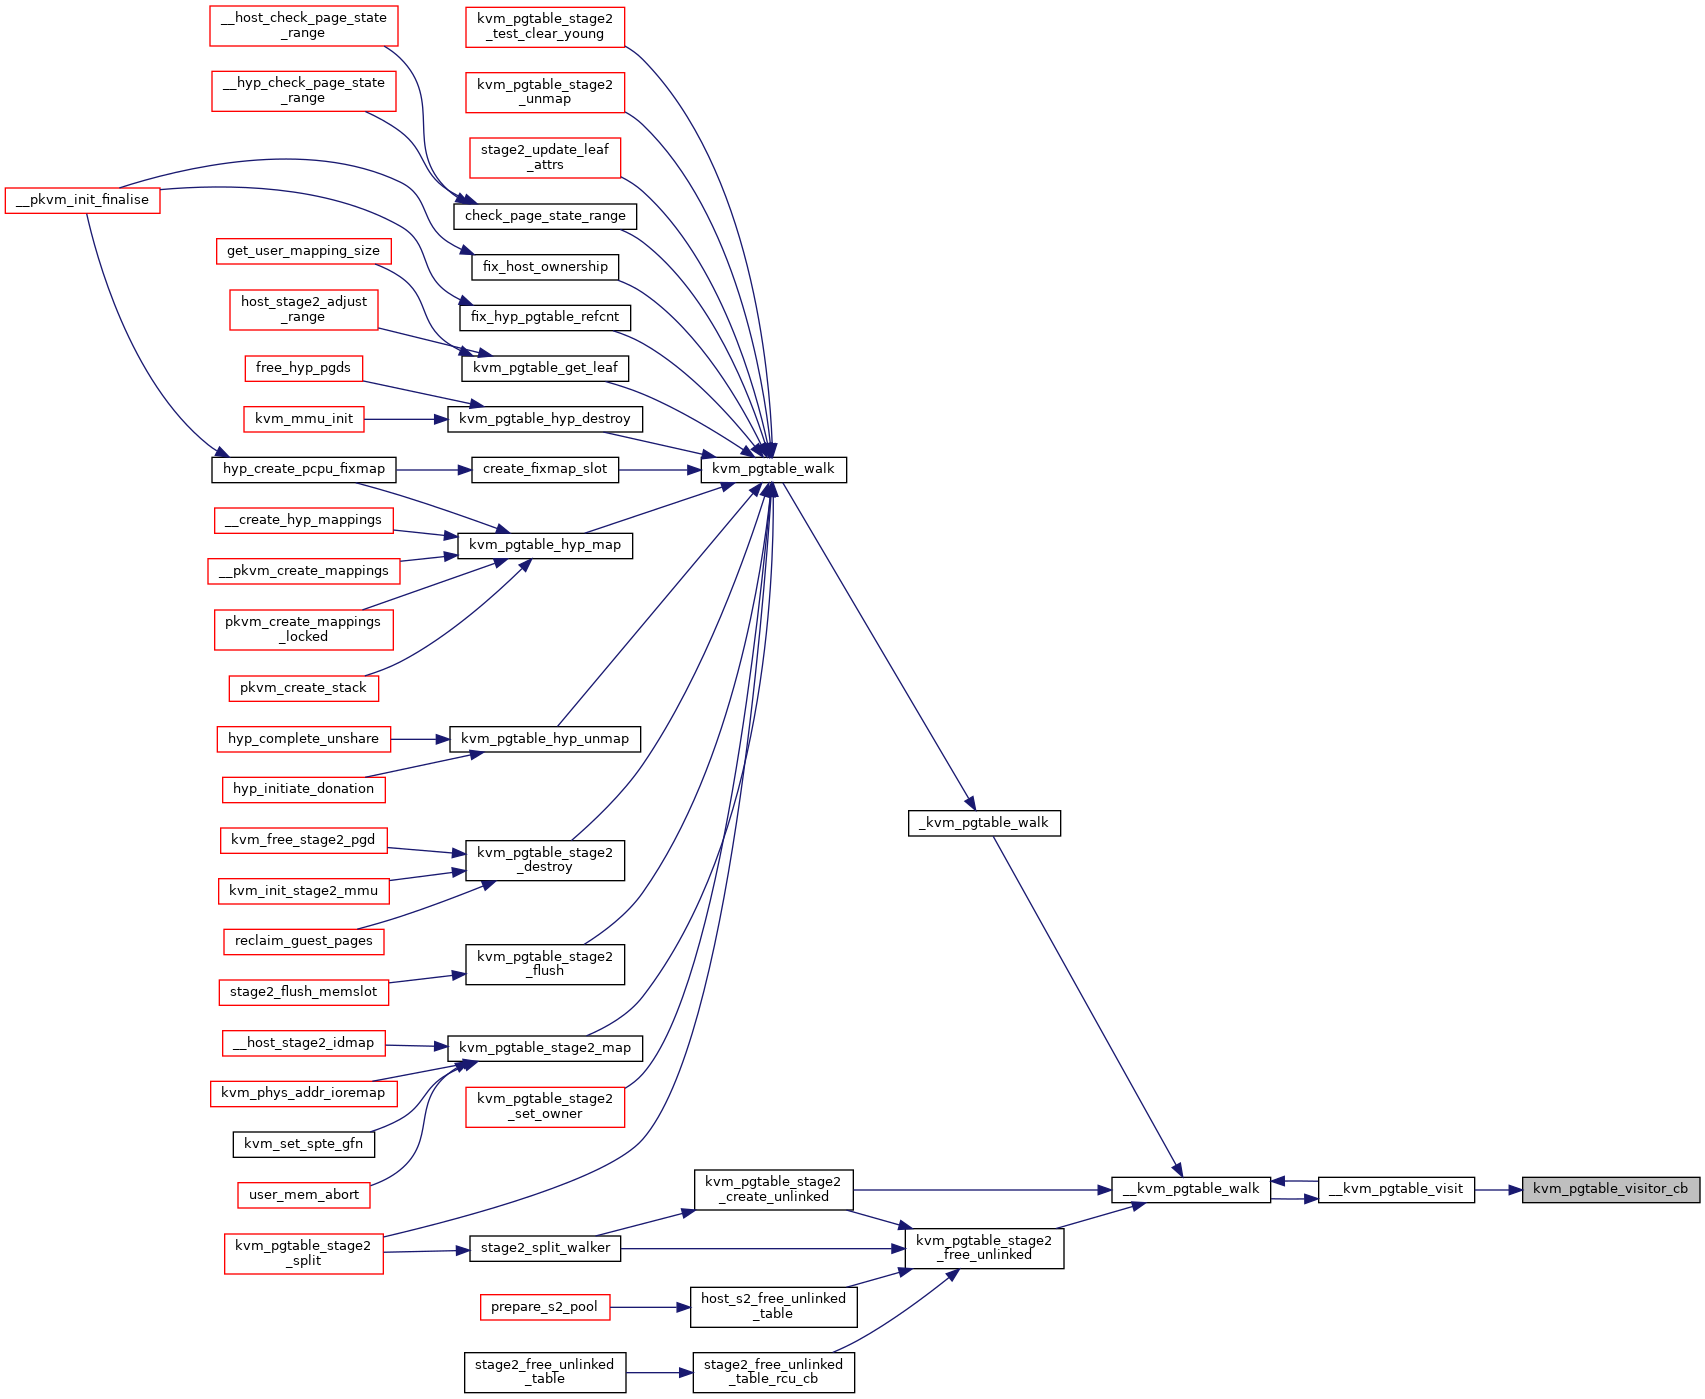 __host_check_page_state
_range
__hyp_check_page_state
_range
__pkvm_init_finalise
get_user_mapping_size
host_stage2_adjust
_range
free_hyp_pgds
kvm_mmu_init
hyp_create_pcpu_fixmap
__create_hyp_mappings
__pkvm_create_mappings
pkvm_create_mappings
_locked
pkvm_create_stack
hyp_complete_unshare
hyp_initiate_donation
kvm_free_stage2_pgd
kvm_init_stage2_mmu
reclaim_guest_pages
stage2_flush_memslot
__host_stage2_idmap
kvm_phys_addr_ioremap
kvm_set_spte_gfn
user_mem_abort
kvm_pgtable_stage2
_split
kvm_pgtable_stage2
_test_clear_young
kvm_pgtable_stage2
_unmap
stage2_update_leaf
_attrs
check_page_state_range
fix_host_ownership
fix_hyp_pgtable_refcnt
kvm_pgtable_get_leaf
kvm_pgtable_hyp_destroy
create_fixmap_slot
kvm_pgtable_hyp_map
kvm_pgtable_hyp_unmap
kvm_pgtable_stage2
_destroy
kvm_pgtable_stage2
_flush
kvm_pgtable_stage2_map
kvm_pgtable_stage2
_set_owner
stage2_split_walker
prepare_s2_pool
stage2_free_unlinked
_table
kvm_pgtable_walk
kvm_pgtable_stage2
_create_unlinked
host_s2_free_unlinked
_table
stage2_free_unlinked
_table_rcu_cb
_kvm_pgtable_walk
kvm_pgtable_stage2
_free_unlinked
__kvm_pgtable_walk
__kvm_pgtable_visit
kvm_pgtable_visitor_cb